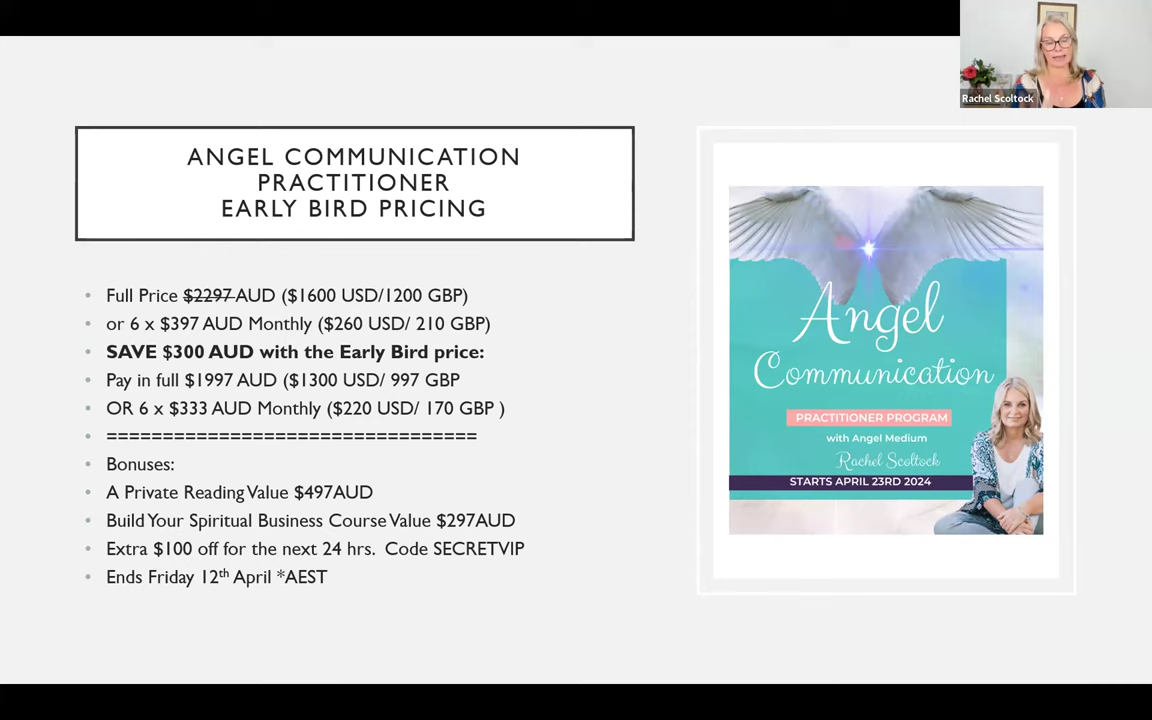 Rachel Scoltock
ANGEL COMMUNICATION
PRACTITIONER
EARLY BIRD PRICING
• Full Price $2297 AUD ($1600 USD/1200 GBP)
• or 6 x $397 AUD Monthly ($260 USD/ 210 GBP)
• SAVE $300 AUD with the Early Bird price:
• Pay in full $1997 AUD ($1300 USD/ 997 GBP
• OR 6 x $333 AUD Monthly ($220 USD/ 170 GBP )
• =================================
• Bonuses:
• A Private Reading Value $497AUD
• Build Your Spiritual Business Course Value $297AUD
• Extra $100 off for the next 24 hrs. Code SECRETVIP
• Ends Friday 12th April *AEST
Angel
Communication
PRACTITIONER PROGRAM
with Angel Medium
Rachel Scoltock
STARTS APRIL 23RD 2024